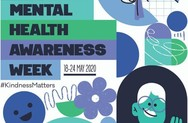 MENTAL
HEALTH
AWARENESS
WEEK
18-24 MAY 2020
#KindnessMatters